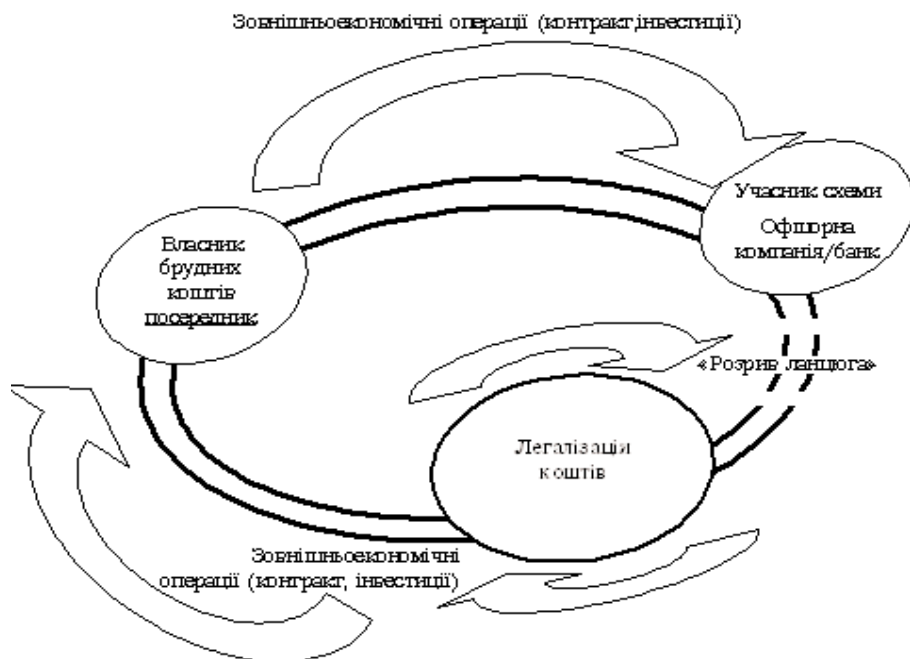 Зовнішньоекономічні операції (контракт,інвестиції)
Учасник схеми
Офшорна
компанія/банк
Власник
брудних
коштів
посередник
«Розрив ланцюга»
Легалізація
коштів
Зовнішньоекономічні
операції (контракт, інвестиції)